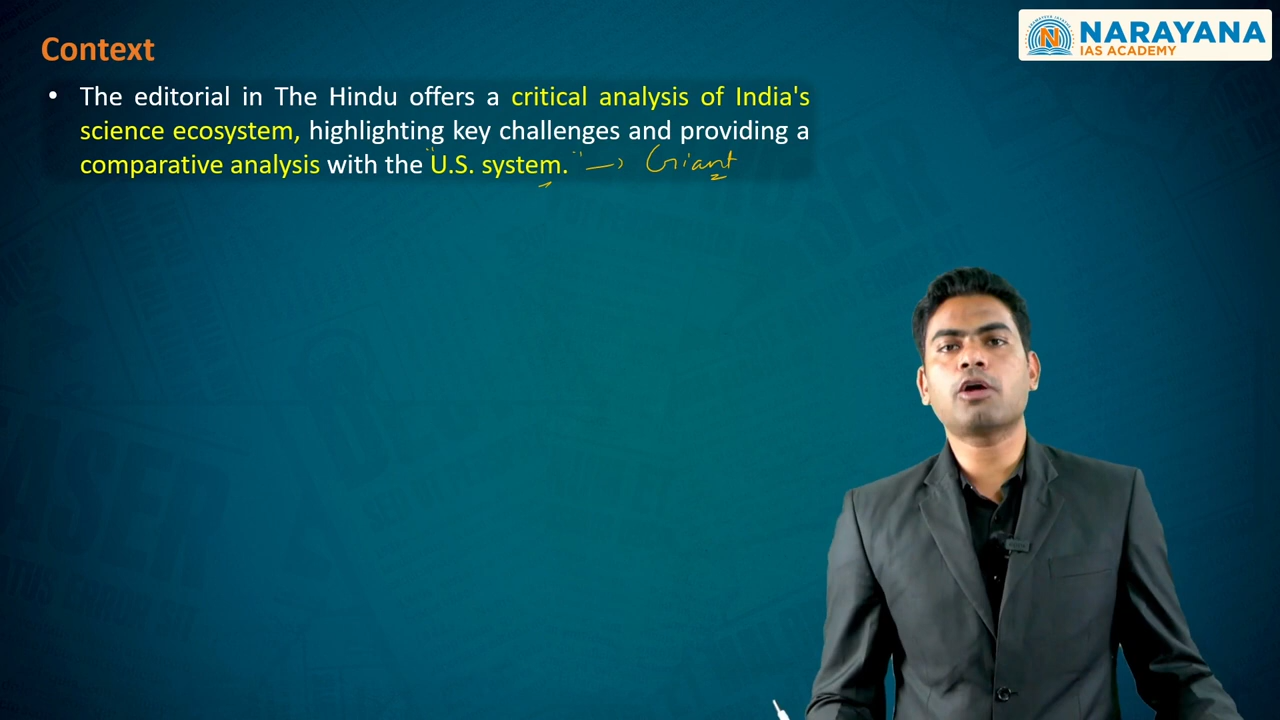 NARAYANA
IAS ACADEMY
Context
• The editorial in The Hindu offers a critical analysis of India's
science ecosystem, highlighting key challenges and providing a
comparative analysis with the "U.S. system." → Giant